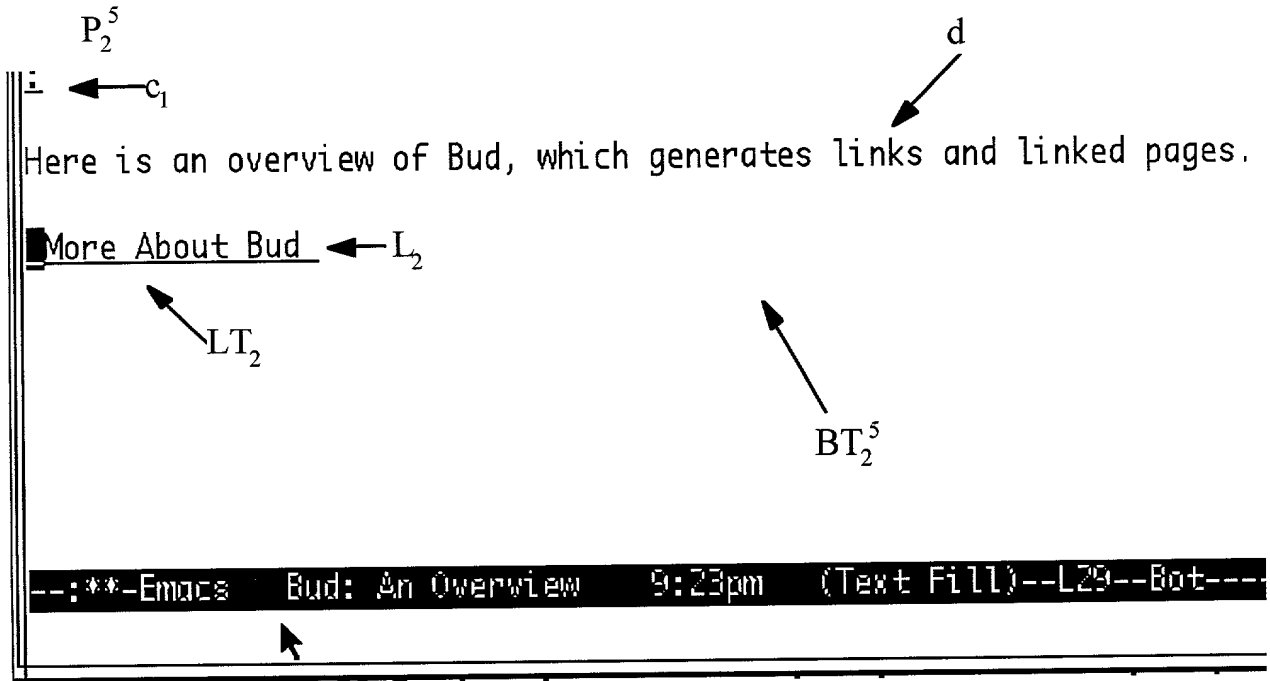 P₂⁵ d
: c₁
Here is an overview of Bud, which generates links and linked pages.
More About Bud L₂
LT₂
BT₂⁵
--:**-Emacs Bud: An Overview 9:23pm (Text Fill)--L29--Bot----